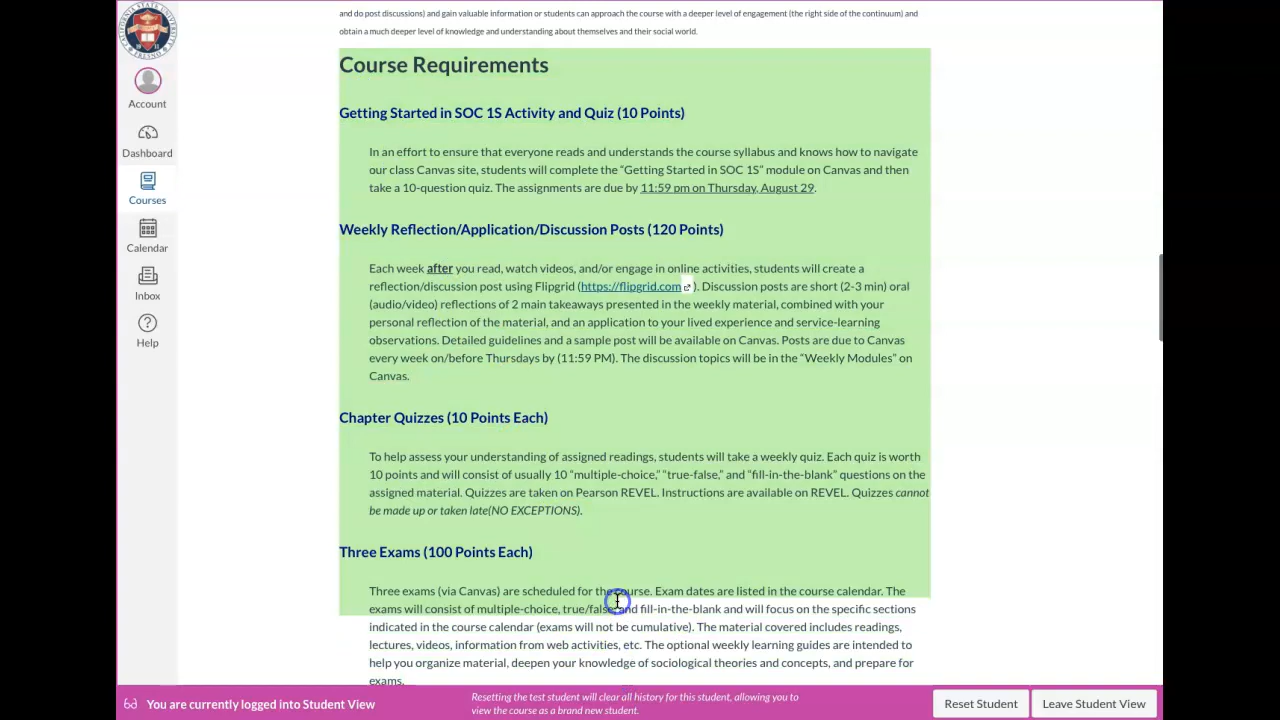 and do post discussions) and gain valuable information or students can approach the course with a deeper level of engagement (the right side of the continuum) and
obtain a much deeper level of knowledge and understanding about themselves and their social world.
Course Requirements
Getting Started in SOC 1S Activity and Quiz (10 Points)
In an effort to ensure that everyone reads and understands the course syllabus and knows how to navigate
our class Canvas site, students will complete the “Getting Started in SOC 1S” module on Canvas and then
take a 10-question quiz. The assignments are due by 11:59 pm on Thursday, August 29.
Weekly Reflection/Application/Discussion Posts (120 Points)
Each week after you read, watch videos, and/or engage in online activities, students will create a
reflection/discussion post using Flipgrid (https://flipgrid.com). Discussion posts are short (2-3 min) oral
(audio/video) reflections of 2 main takeaways presented in the weekly material, combined with your
personal reflection of the material, and an application to your lived experience and service-learning
observations. Detailed guidelines and a sample post will be available on Canvas. Posts are due to Canvas
every week on/before Thursdays by (11:59 PM). The discussion topics will be in the “Weekly Modules” on
Canvas.
Chapter Quizzes (10 Points Each)
To help assess your understanding of assigned readings, students will take a weekly quiz. Each quiz is worth
10 points and will consist of usually 10 “multiple-choice,” “true-false,” and “fill-in-the-blank” questions on the
assigned material. Quizzes are taken on Pearson REVEL. Instructions are available on REVEL. Quizzes cannot
be made up or taken late(NO EXCEPTIONS).
Three Exams (100 Points Each)
Three exams (via Canvas) are scheduled for the course. Exam dates are listed in the course calendar. The
exams will consist of multiple-choice, true/false and fill-in-the-blank and will focus on the specific sections
indicated in the course calendar (exams will not be cumulative). The material covered includes readings,
lectures, videos, information from web activities, etc. The optional weekly learning guides are intended to
help you organize material, deepen your knowledge of sociological theories and concepts, and prepare for
exams.
Account
Dashboard
Courses
Calendar
Inbox
Help
You are currently logged into Student View
Resetting the test student will clear all history for this student, allowing you to
view the course as a brand new student.
Reset Student
Leave Student View